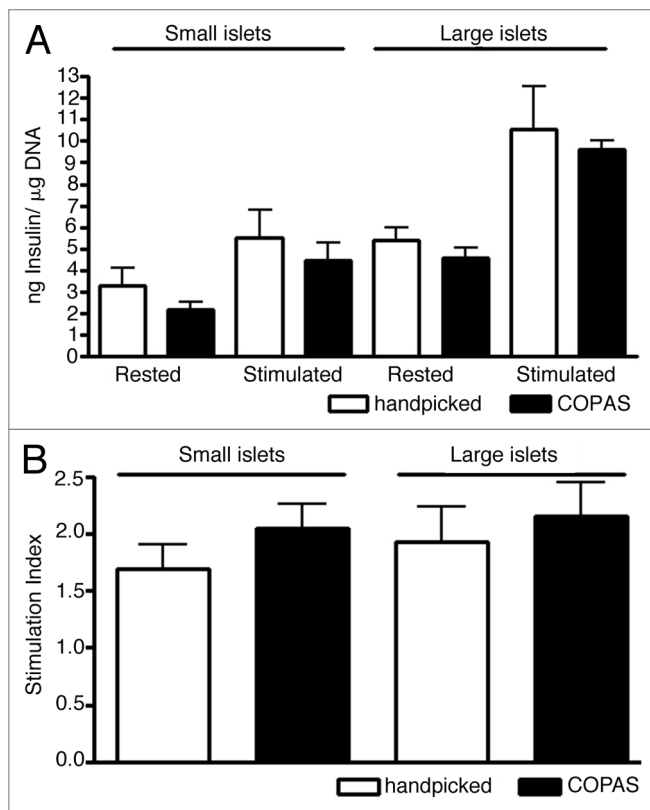 A
Small islets Large islets
ng Insulin/ μg DNA
13
12
11
10
9
8
7
6
5
4
3
2
1
0
Rested Stimulated Rested Stimulated
handpicked COPAS
B
Small islets Large islets
Stimulation Index
2.5
2.0
1.5
1.0
0.5
0.0
handpicked COPAS